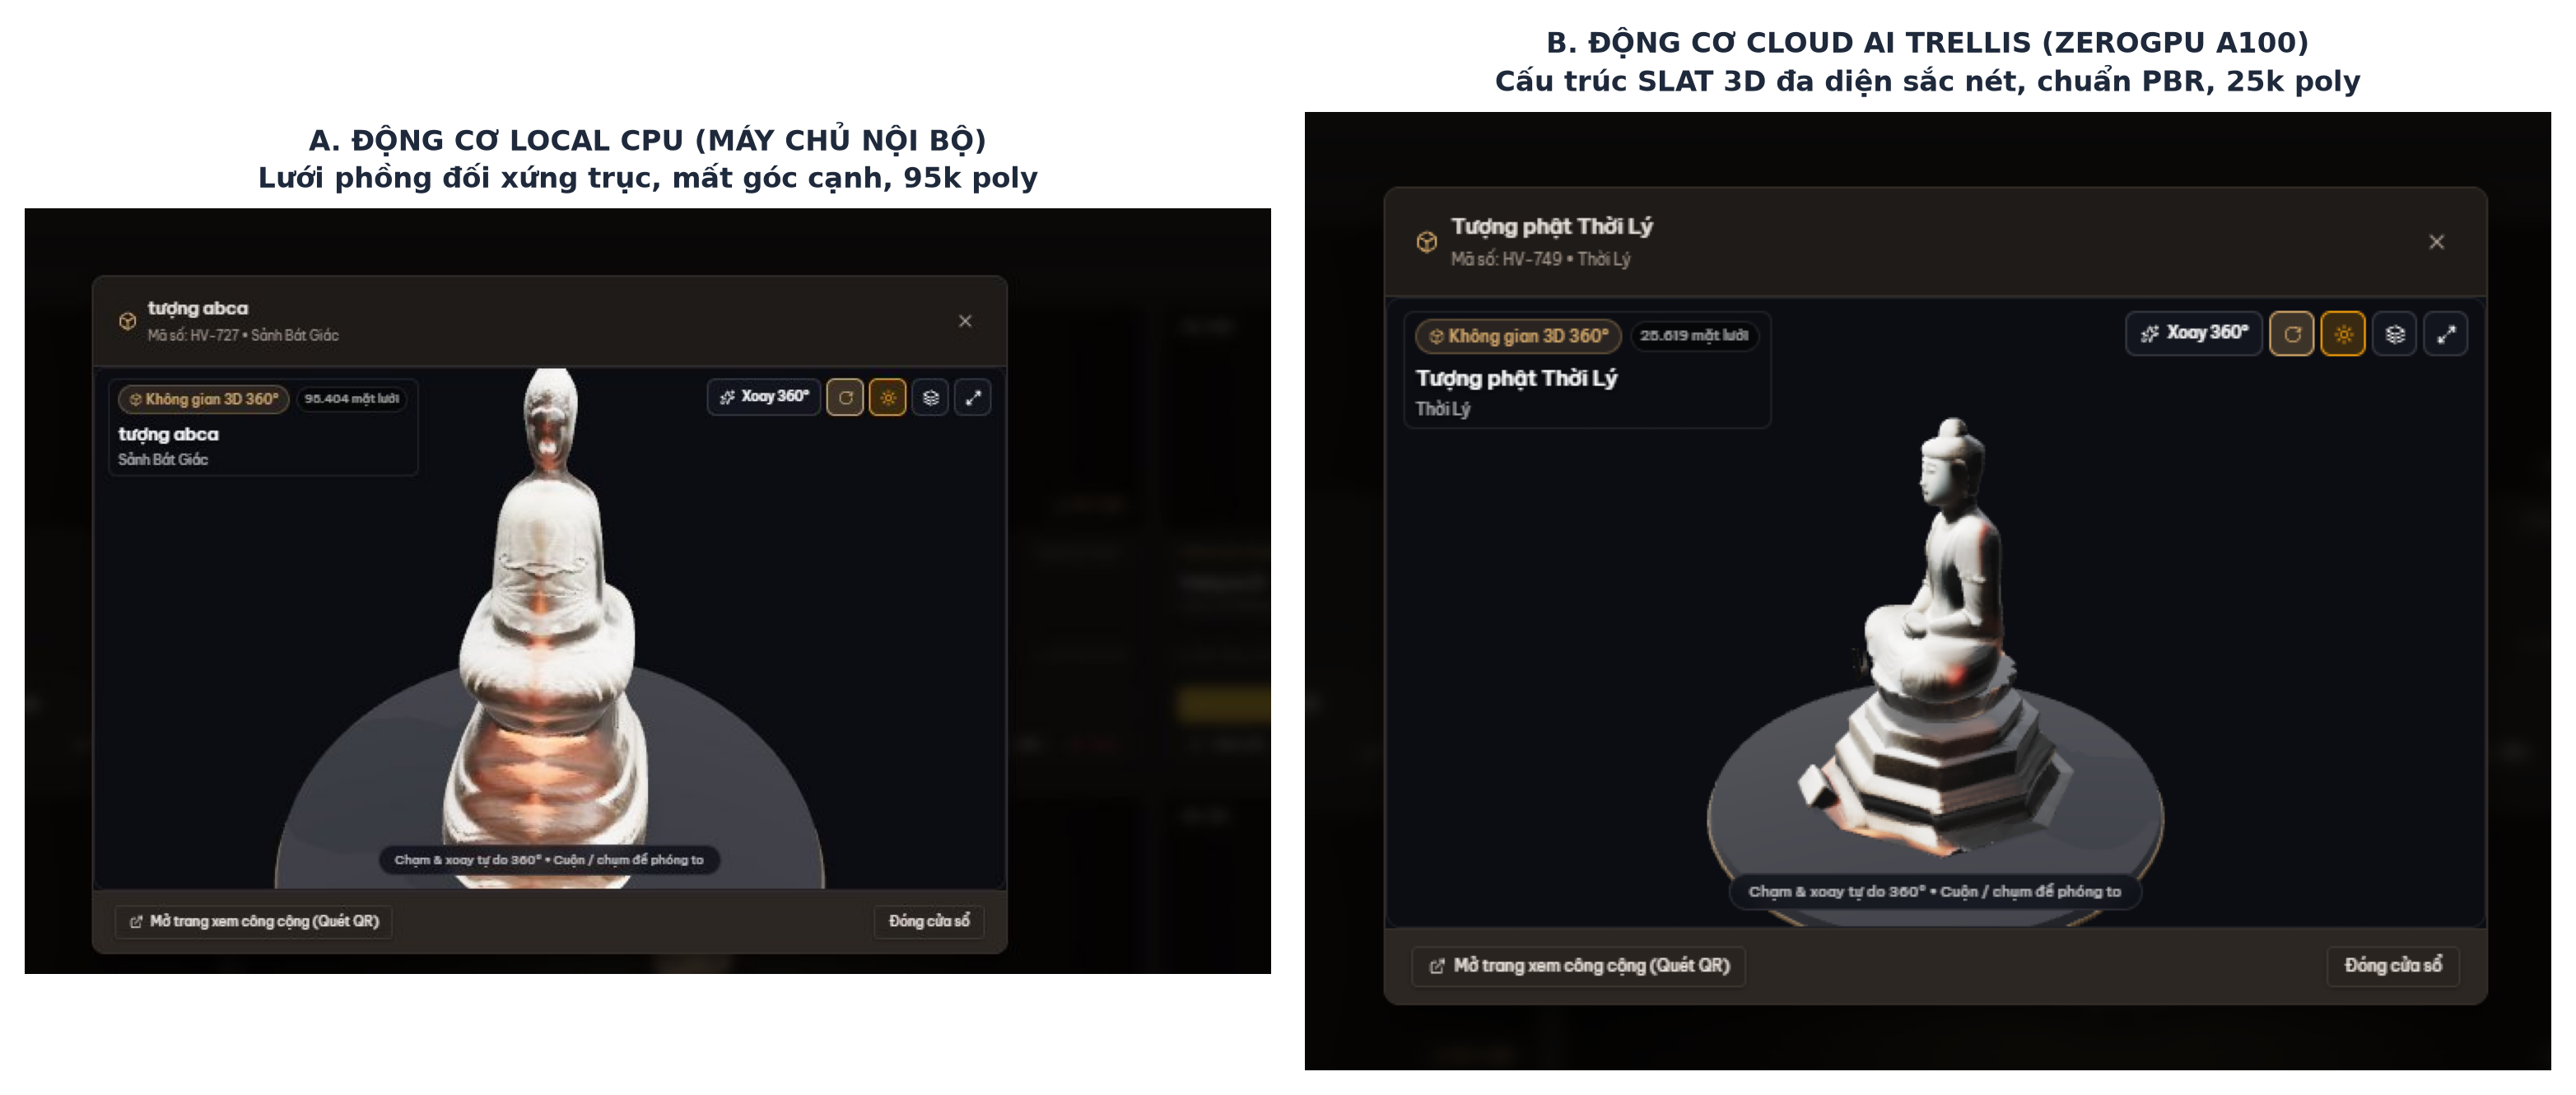 A. ĐỘNG CƠ LOCAL CPU (MÁY CHỦ NỘI BỘ)
Lưới phồng đối xứng trục, mất góc cạnh, 95k poly
tượng abca
Mã số: HV-727 • Sảnh Bát Giác
Không gian 3D 360°
95.404 mặt lưới
Xoay 360°
tượng abca
Sảnh Bát Giác
Chạm & xoay tự do 360° • Cuộn / chụm để phóng to
Mở trang xem công cộng (Quét QR)
Đóng cửa sổ
B. ĐỘNG CƠ CLOUD AI TRELLIS (ZEROGPU A100)
Cấu trúc SLAT 3D đa diện sắc nét, chuẩn PBR, 25k poly
Tượng phật Thời Lý
Mã số: HV-749 • Thời Lý
Không gian 3D 360°
25.619 mặt lưới
Xoay 360°
Tượng phật Thời Lý
Thời Lý
Chạm & xoay tự do 360° • Cuộn / chụm để phóng to
Mở trang xem công cộng (Quét QR)
Đóng cửa sổ